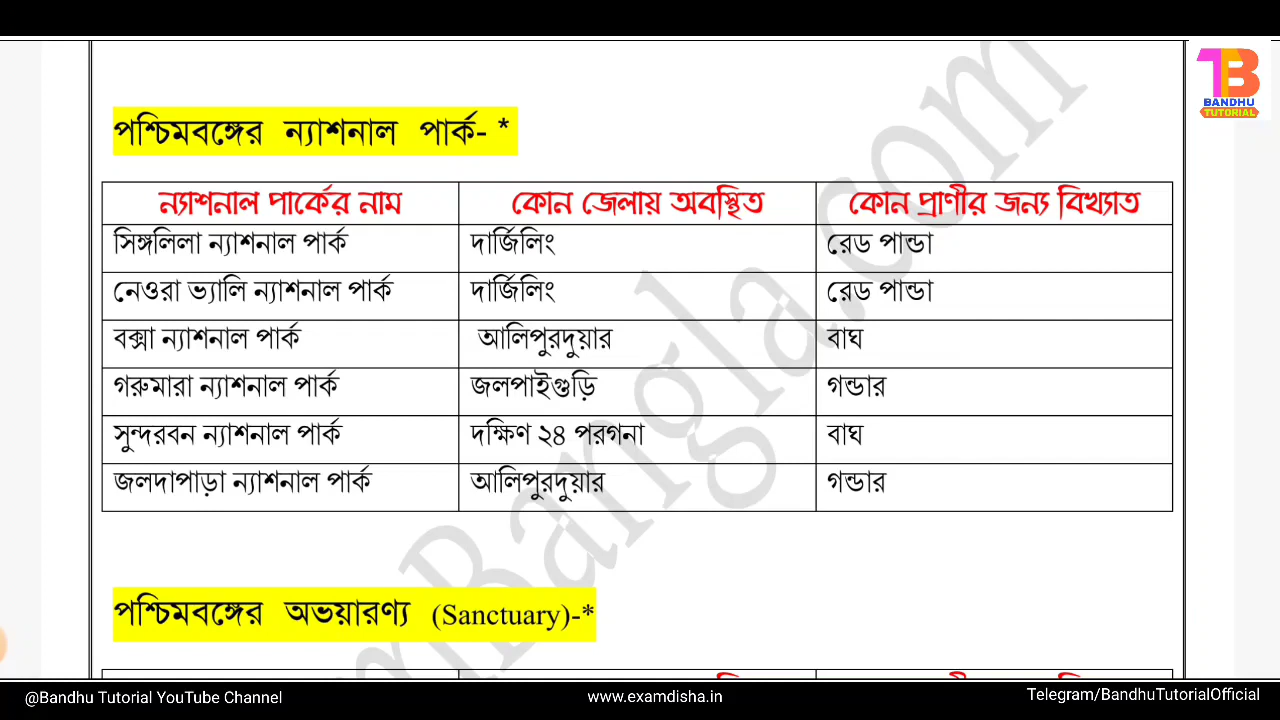 BANDHU
TUTORIAL
পশ্চিমবঙ্গের ন্যাশনাল পার্ক- *
ন্যাশনাল পার্কের নাম কোন জেলায় অবস্থিত কোন প্রাণীর জন্য বিখ্যাত
সিঙ্গলিলা ন্যাশনাল পার্ক দার্জিলিং রেড পান্ডা
নেওরা ভ্যালি ন্যাশনাল পার্ক দার্জিলিং রেড পান্ডা
বক্সা ন্যাশনাল পার্ক আলিপুরদুয়ার বাঘ
গরুমারা ন্যাশনাল পার্ক জলপাইগুড়ি গন্ডার
সুন্দরবন ন্যাশনাল পার্ক দক্ষিণ ২৪ পরগনা বাঘ
জলদাপাড়া ন্যাশনাল পার্ক আলিপুরদুয়ার গন্ডার
পশ্চিমবঙ্গের অভয়ারণ্য (Sanctuary)-*
Bangla.com
@Bandhu Tutorial YouTube Channel www.examdisha.in Telegram/BandhuTutorialOfficial